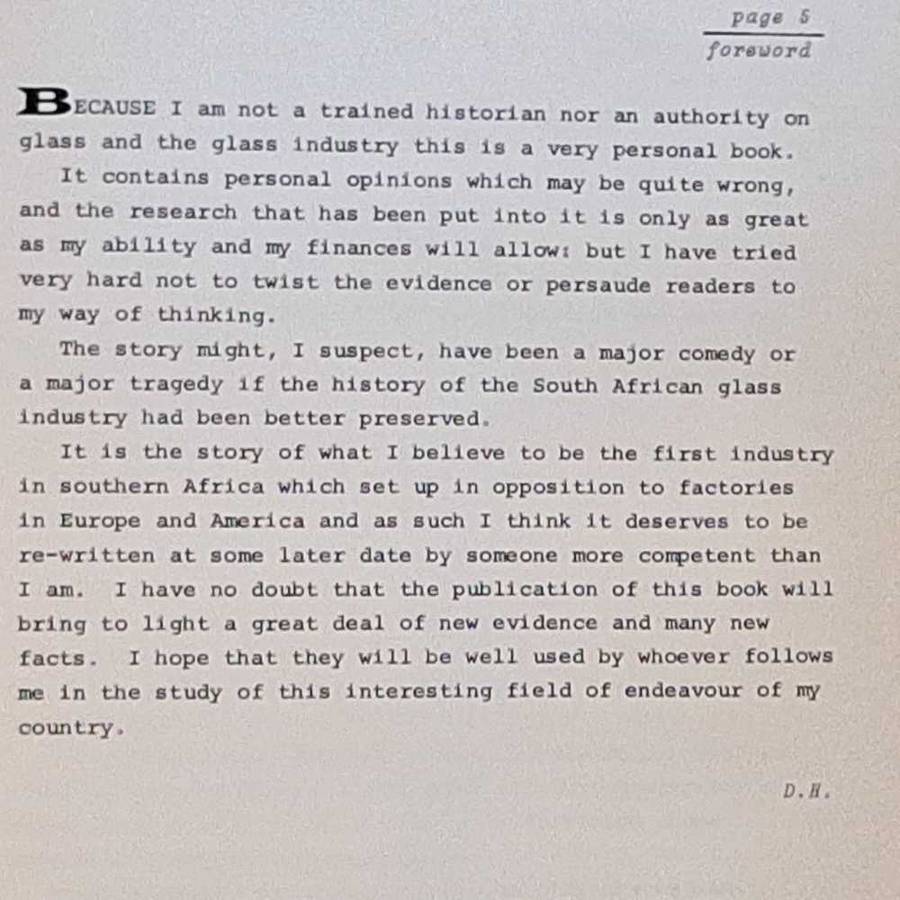 page 5
foreword
BECAUSE I am not a trained historian nor an authority on
glass and the glass industry this is a very personal book.
It contains personal opinions which may be quite wrong,
and the research that has been put into it is only as great
as my ability and my finances will allow: but I have tried
very hard not to twist the evidence or persaude readers to
my way of thinking.
The story might, I suspect, have been a major comedy or
a major tragedy if the history of the South African glass
industry had been better preserved.
It is the story of what I believe to be the first industry
in southern Africa which set up in opposition to factories
in Europe and America and as such I think it deserves to be
re-written at some later date by someone more competent than
I am. I have no doubt that the publication of this book will
bring to light a great deal of new evidence and many new
facts. I hope that they will be well used by whoever follows
me in the study of this interesting field of endeavour of my
country.
D.H.